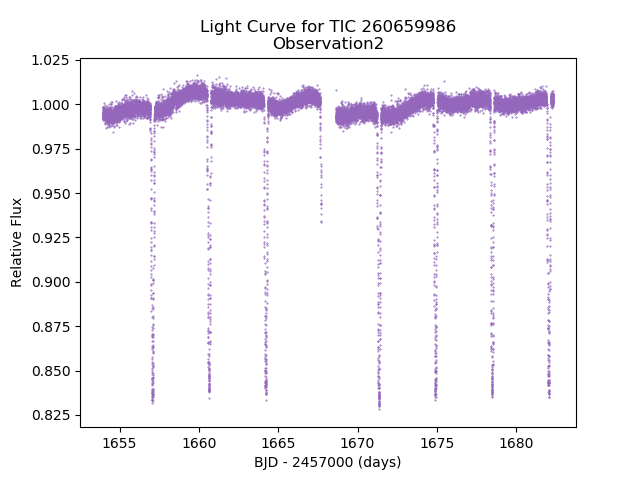 Light Curve for TIC 260659986
Observation2
1.025
1.000
0.975
0.950
0.925
0.900
0.875
0.850
0.825
Relative Flux
1655 1660 1665 1670 1675 1680
BJD - 2457000 (days)